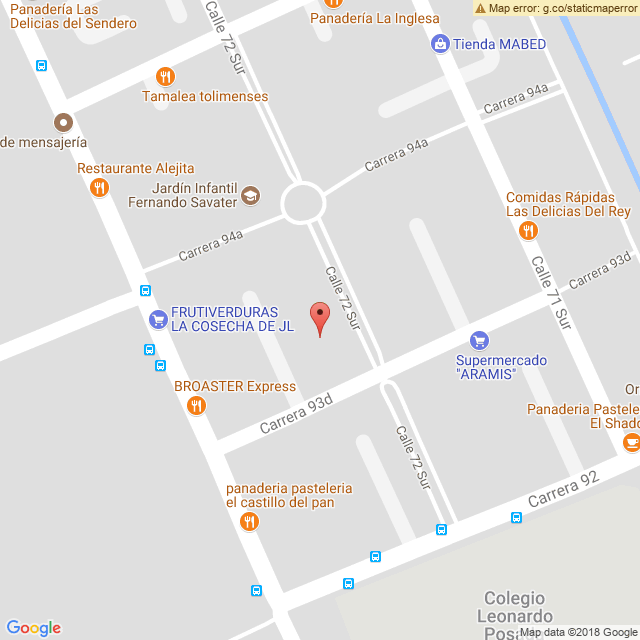 Map error: g.co/staticmaperror
Panadería Las
Delicias del Sendero
Panadería La Inglesa
Calle 72 Sur
Tienda MABED
Tamalea tolimenses
Carrera 94a
de mensajería
Carrera 94a
Restaurante Alejita
Jardín Infantil
Fernando Savater
Comidas Rápidas
Las Delicias Del Rey
Carrera 94a
Carrera 93d
Calle 71 Sur
Calle 72 Sur
FRUTIVERDURAS
LA COSECHA DE JL
Supermercado
"ARAMIS"
BROASTER Express
Or
Panaderia Pastele
El Shado
Carrera 93d
Calle 72 Sur
panaderia pasteleria
el castillo del pan
Carrera 92
Colegio
Leonardo
Posa
Google
Map data ©2018 Google